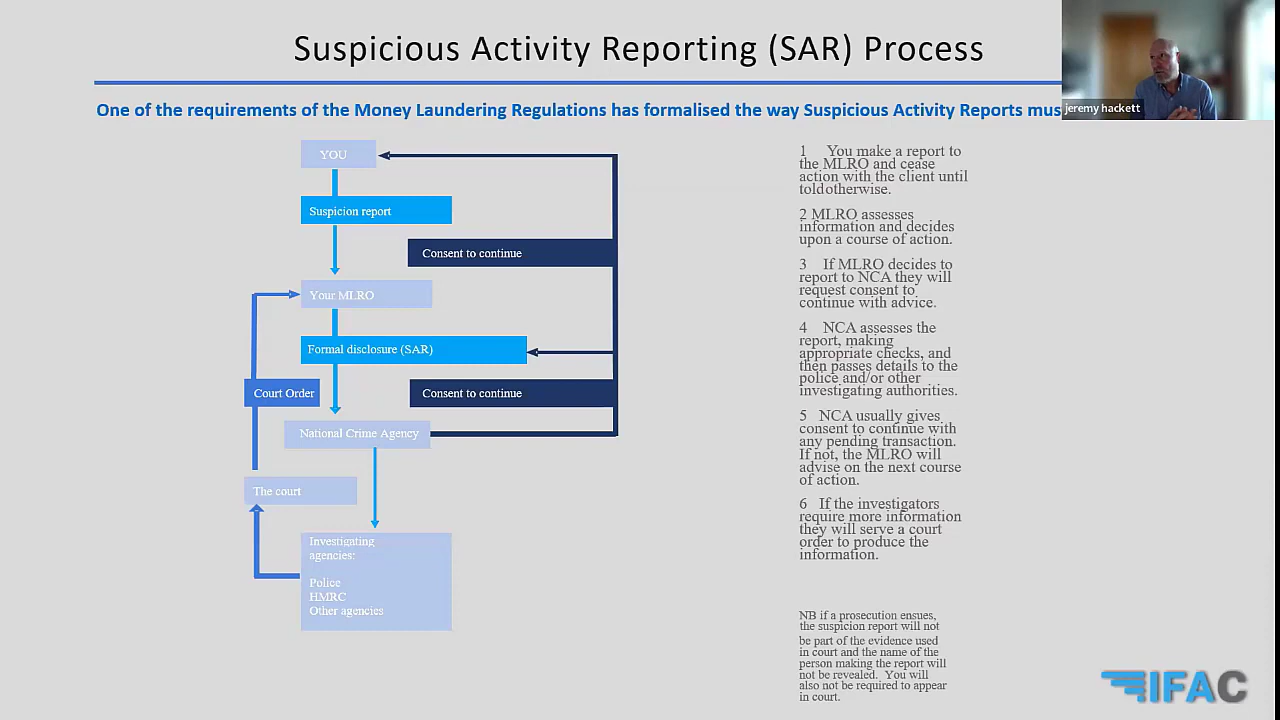 Suspicious Activity Reporting (SAR) Process
One of the requirements of the Money Laundering Regulations has formalised the way Suspicious Activity Reports mus
jeremy hackett
YOU
Suspicion report
Consent to continue
Your MLRO
Formal disclosure (SAR)
Court Order
Consent to continue
National Crime Agency
The court
Investigating
agencies:
Police
HMRC
Other agencies
1 You make a report to
the MLRO and cease
action with the client until
told otherwise.
2 MLRO assesses
information and decides
upon a course of action.
3 If MLRO decides to
report to NCA they will
request consent to
continue with advice.
4 NCA assesses the
report, making
appropriate checks, and
then passes details to the
police and/or other
investigating authorities.
5 NCA usually gives
consent to continue with
any pending transaction.
If not, the MLRO will
advise on the next course
of action.
6 If the investigators
require more information
they will serve a court
order to produce the
information.
NB if a prosecution ensues,
the suspicion report will not
be part of the evidence used
in court and the name of the
person making the report will
not be revealed. You will
also not be required to appear
in court.
IFAC